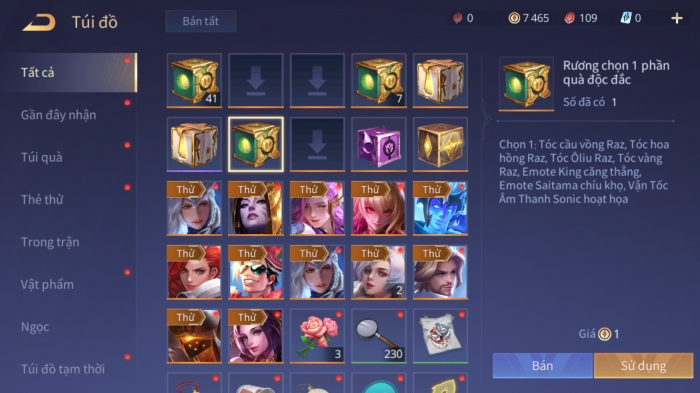 Túi đồ
Bán tất
0
7 465
109
0
+
Tất cả
Gần đây nhận
Túi quà
Thẻ thử
Trong trận
Vật phẩm
Ngọc
Túi đồ tạm thời
41
7
Thử
Thử
Thử
Thử
Thử
Thử
Thử
Thử
Thử
2
Thử
Thử
Thử
3
230
Rương chọn 1 phần
quà độc đắc
Số đã có 1
Chọn 1: Tóc cầu vồng Raz, Tóc hoa
hồng Raz, Tóc Ôliu Raz, Tóc vàng
Raz, Emote King căng thẳng,
Emote Saitama chíu khọ, Vận Tốc
Âm Thanh Sonic hoạt họa
Giá 1
Bán
Sử dụng